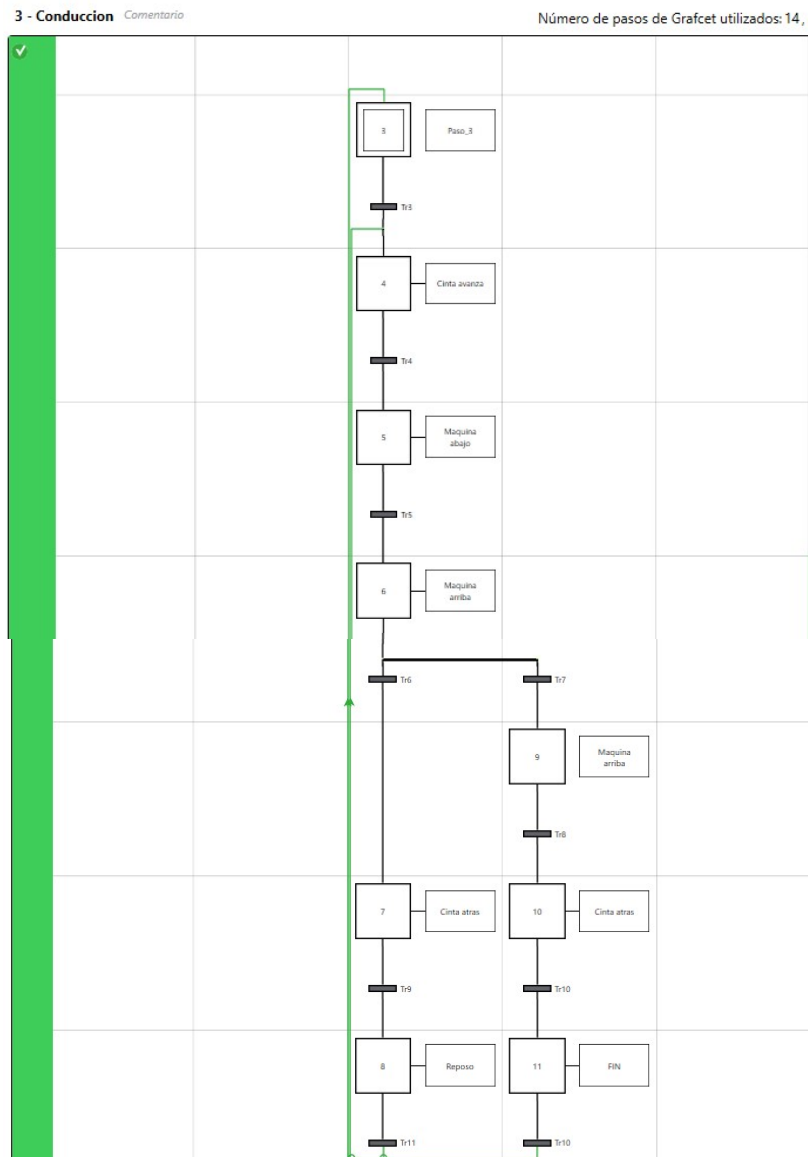 3 - Conduccion Comentario
Número de pasos de Grafcet utilizados: 14,
3
Paso_3
Tr3
4
Cinta avanza
Tr4
5
Maquina
abajo
Tr5
6
Maquina
arriba
Tr6
Tr7
9
Maquina
arriba
Tr8
7
Cinta atras
10
Cinta atras
Tr9
Tr10
8
Reposo
11
FIN
Tr11
Tr10